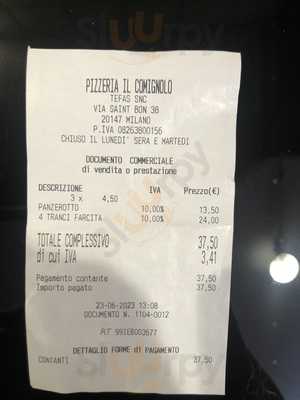 PIZZERIA IL COMIGNOLO
TEFAS SNC
VIA SAINT BON 38
20147 MILANO
P.IVA 08263800156
CHIUSO IL LUNEDI' SERA E MARTEDI
DOCUMENTO COMMERCIALE
di vendita o prestazione
DESCRIZIONE IVA Prezzo(€)
3 x 4,50
PANZEROTTO 10,00% 13,50
4 TRANCI FARCITA 10,00% 24,00
TOTALE COMPLESSIVO 37,50
di cui IVA 3,41
Pagamento contante 37,50
Importo pagato 37,50
23-06-2023 13:08
DOCUMENTO N. 1104-0012
RT 99IEB003677
DETTAGLIO FORME di PAGAMENTO
CONTANTI 37,50